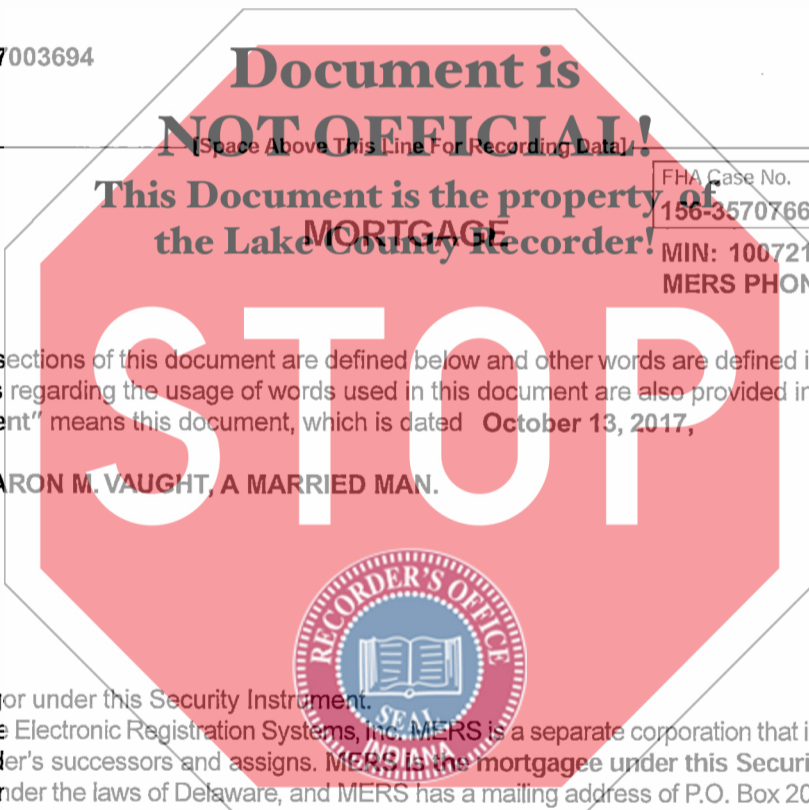 7003694
Document is
NOT OFFICIAL!
[Space Above This Line For Recording Data]
This Document is the property of
the Lake County Recorder!
FHA Case No.
156-3570766
MORTGAGE
MIN: 100721
MERS PHON
STOP
sections of this document are defined below and other words are defined i
s regarding the usage of words used in this document are also provided in
ent" means this document, which is dated October 13, 2017,
ARON M. VAUGHT, A MARRIED MAN.
RECORDER'S OFFICE
SEAL
INDIANA
or under this Security Instrument.
e Electronic Registration Systems, Inc. MERS is a separate corporation that i
der's successors and assigns. MERS is the mortgagee under this Securi
nder the laws of Delaware, and MERS has a mailing address of P.O. Box 20